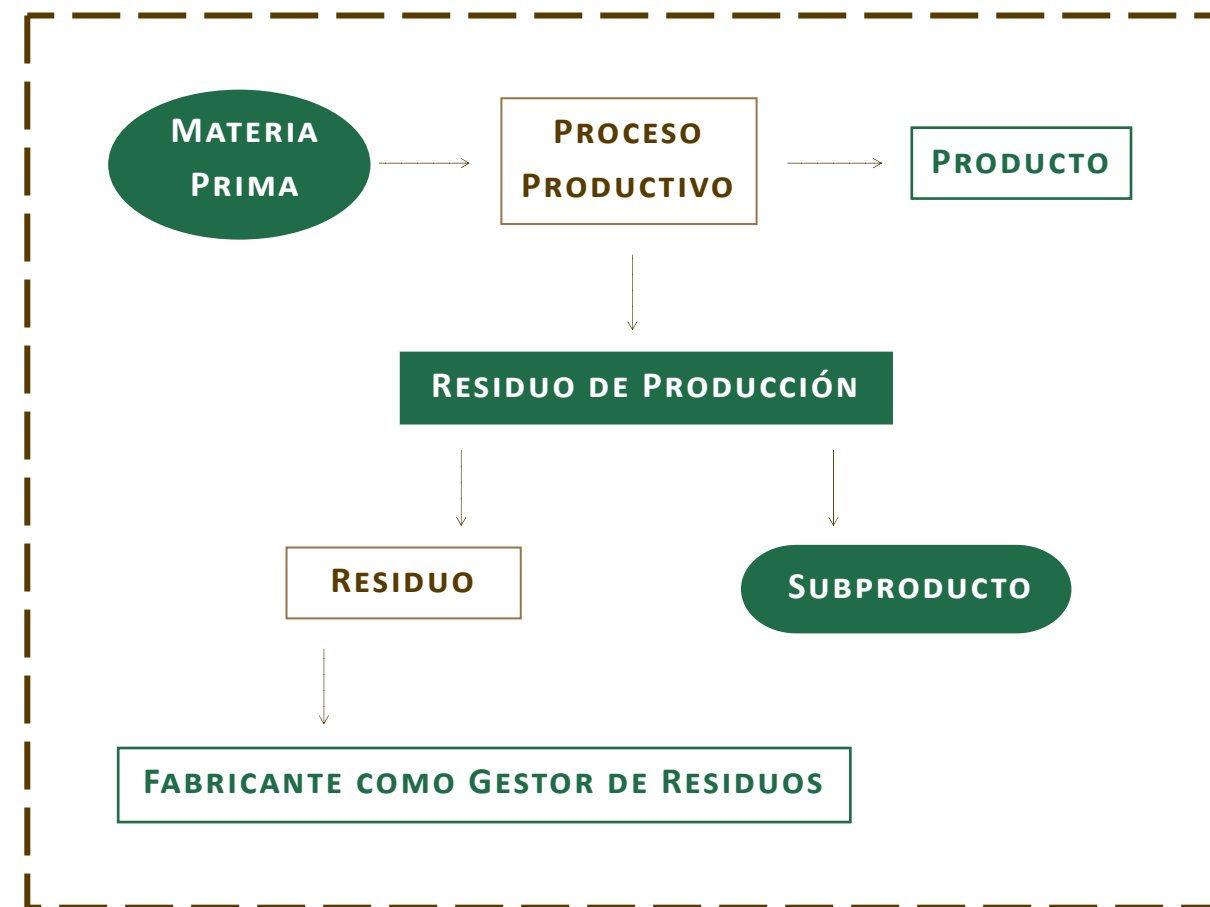 Materia
Prima
Proceso
Productivo
Producto
Residuo de Producción
Residuo
Subproducto
Fabricante como Gestor de Residuos